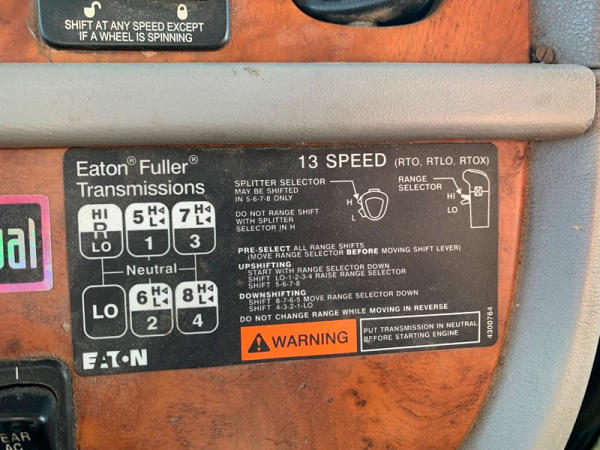 SHIFT AT ANY SPEED EXCEPT
IF A WHEEL IS SPINNING
Eaton® Fuller®
Transmissions
13 SPEED (RTO, RTLO, RTOX)
HI
R
LO
5 H L
1
7 H L
3
Neutral
LO
6 H L
2
8 H L
4
EATON
SPLITTER SELECTOR
MAY BE SHIFTED
IN 5-6-7-8 ONLY
DO NOT RANGE SHIFT
WITH SPLITTER
SELECTOR IN H
H
L
RANGE
SELECTOR
HI
LO
PRE-SELECT ALL RANGE SHIFTS
(MOVE RANGE SELECTOR BEFORE MOVING SHIFT LEVER)
UPSHIFTING
START WITH RANGE SELECTOR DOWN
SHIFT LO-1-2-3-4 RAISE RANGE SELECTOR
SHIFT 5-6-7-8
DOWNSHIFTING
SHIFT 8-7-6-5 MOVE RANGE SELECTOR DOWN
SHIFT 4-3-2-1-LO
DO NOT CHANGE RANGE WHILE MOVING IN REVERSE
WARNING
PUT TRANSMISSION IN NEUTRAL
BEFORE STARTING ENGINE
4300764
ual
EAR
AC